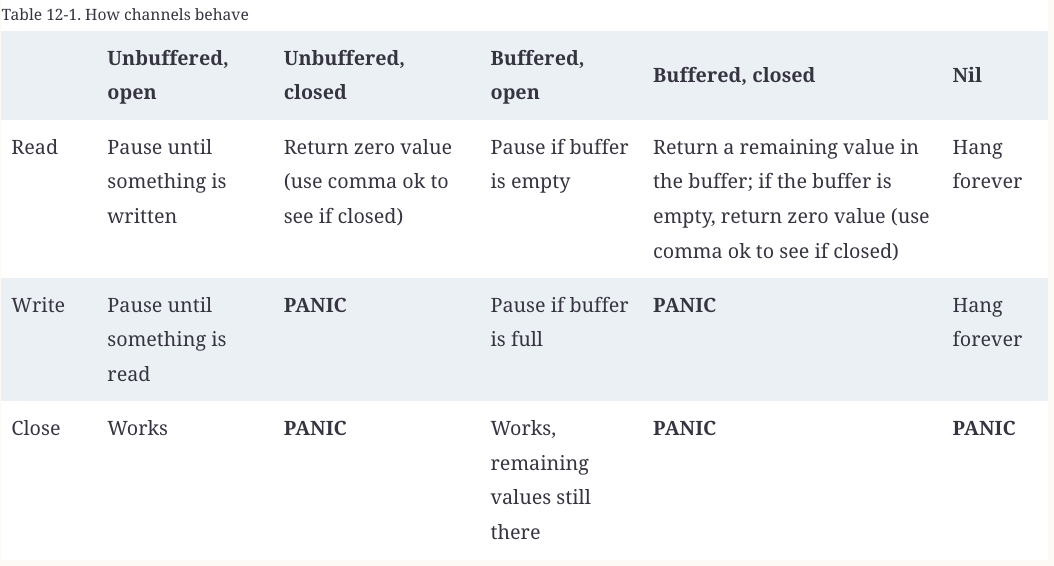 Table 12-1. How channels behave
Unbuffered,
open
Unbuffered,
closed
Buffered,
open
Buffered, closed
Nil
Read
Pause until
something is
written
Return zero value
(use comma ok to
see if closed)
Pause if buffer
is empty
Return a remaining value in
the buffer; if the buffer is
empty, return zero value (use
comma ok to see if closed)
Hang
forever
Write
Pause until
something is
read
PANIC
Pause if buffer
is full
PANIC
Hang
forever
Close
Works
PANIC
Works,
remaining
values still
there
PANIC
PANIC